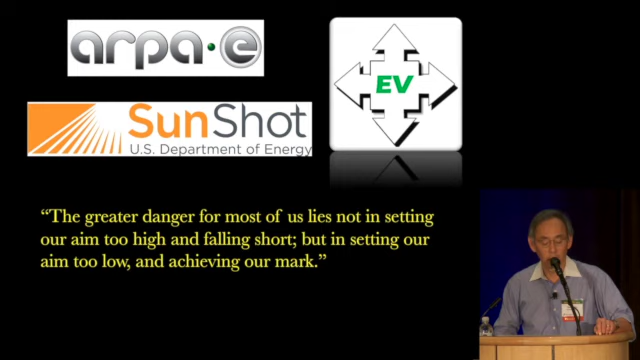 arpa·e
EV
SunShot
U.S. Department of Energy
“The greater danger for most of us lies not in setting
our aim too high and falling short; but in setting our
aim too low, and achieving our mark.”